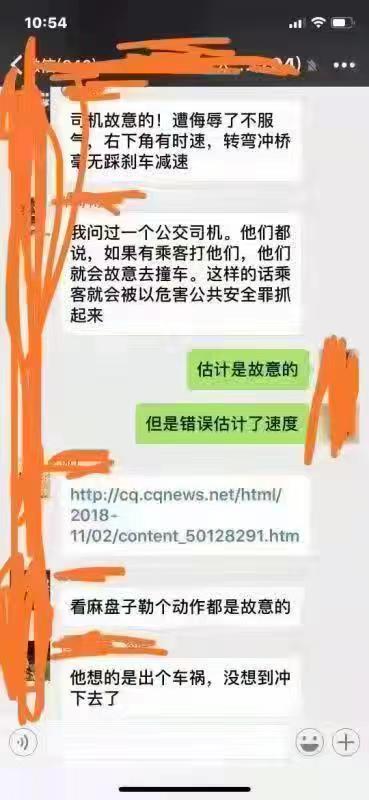 10:54
司机故意的！遭侮辱了不服
气，右下角有时速，转弯冲桥
毫无踩刹车减速
我问过一个公交司机。他们都
说，如果有乘客打他们，他们
就会故意去撞车。这样的话乘
客就会被以危害公共安全罪抓
起来
估计是故意的
但是错误估计了速度
http://cq.cqnews.net/html/
2018-
11/02/content_50128291.htm
看麻盘子勒个动作都是故意的
他想的是出个车祸，没想到冲
下去了